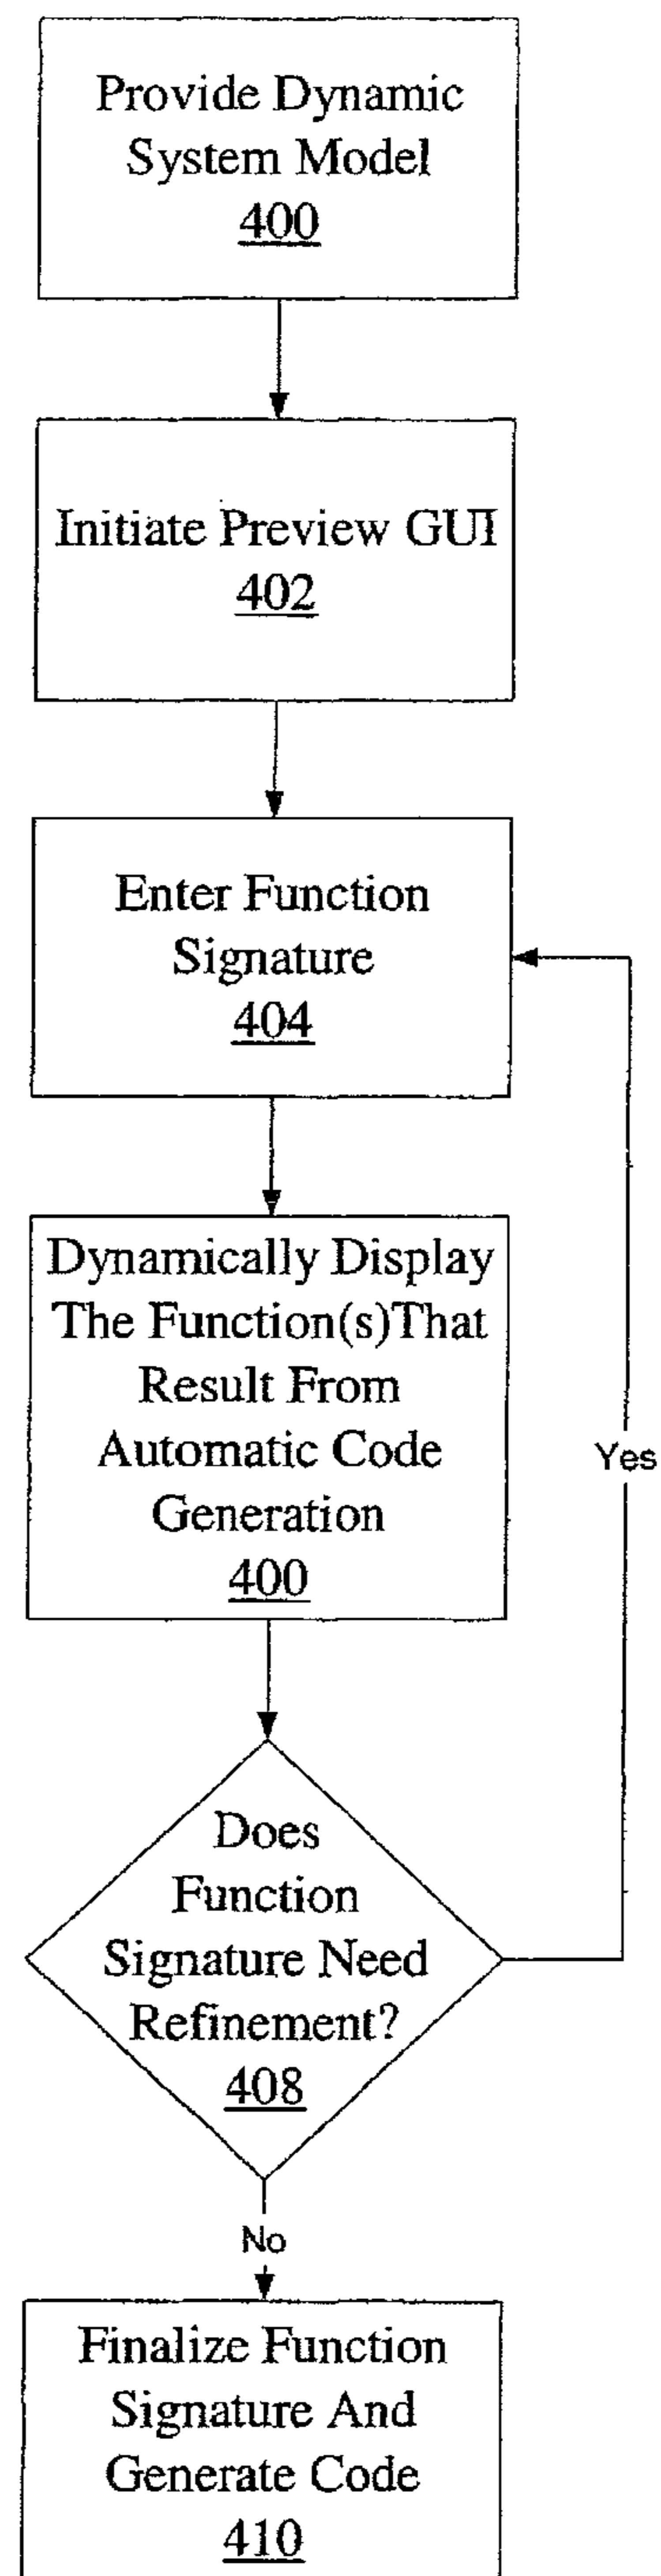 Provide Dynamic
System Model
400
Initiate Preview GUI
402
Enter Function
Signature
404
Dynamically Display
The Function(s)That
Result From
Automatic Code
Generation
400
Yes
Does
Function
Signature Need
Refinement?
408
No
Finalize Function
Signature And
Generate Code
410